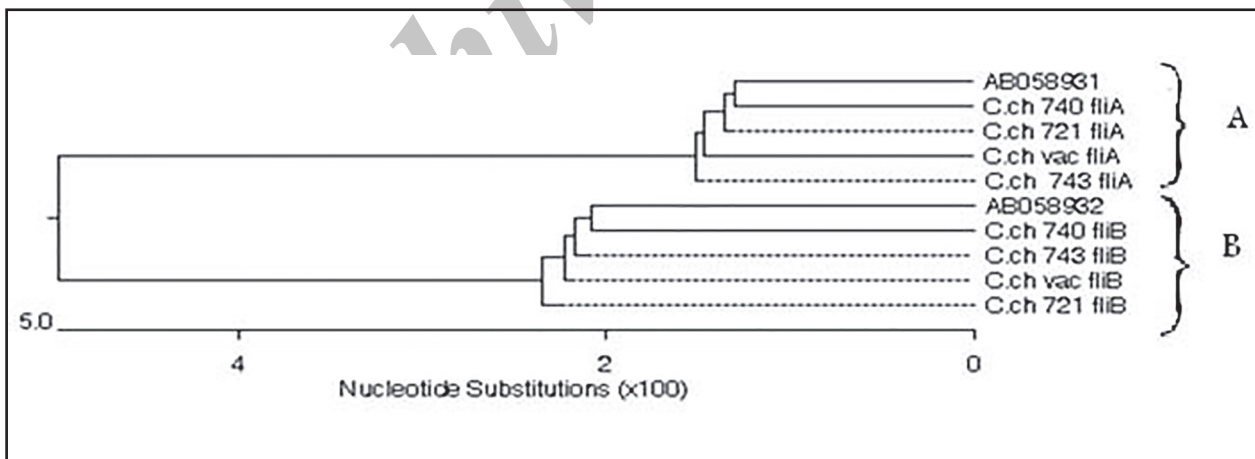 AB058931
C.ch 740 fliA
C.ch 721 fliA
C.ch vac fliA
C.ch 743 fliA
A
AB058932
C.ch 740 fliB
C.ch 743 fliB
C.ch vac fliB
C.ch 721 fliB
B
5.0
4 2 0
Nucleotide Substitutions (x100)